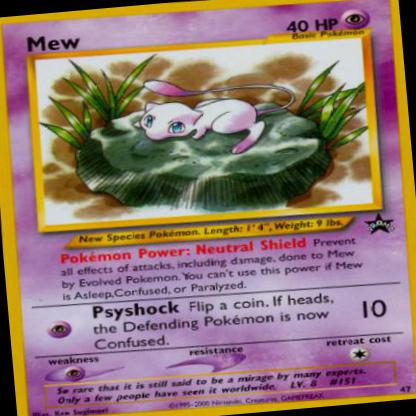 40 HP
Mew
Basic Pokémon
New Species Pokémon. Length: 1' 4", Weight: 9 lbs.
PROMO
Pokémon Power: Neutral Shield Prevent
all effects of attacks, including damage, done to Mew
by Evolved Pokemon. You can't use this power if Mew
is Asleep,Confused, or Paralyzed.
Psyshock Flip a coin. If heads, 10
the Defending Pokémon is now
Confused.
weakness resistance retreat cost
So rare that it is still said to be a mirage by many experts.
Only a few people have seen it worldwide. LV. 8 #151
Illus. Ken Sugimori ©1995-2000 Nintendo, Creatures, GAMEFREAK. 47